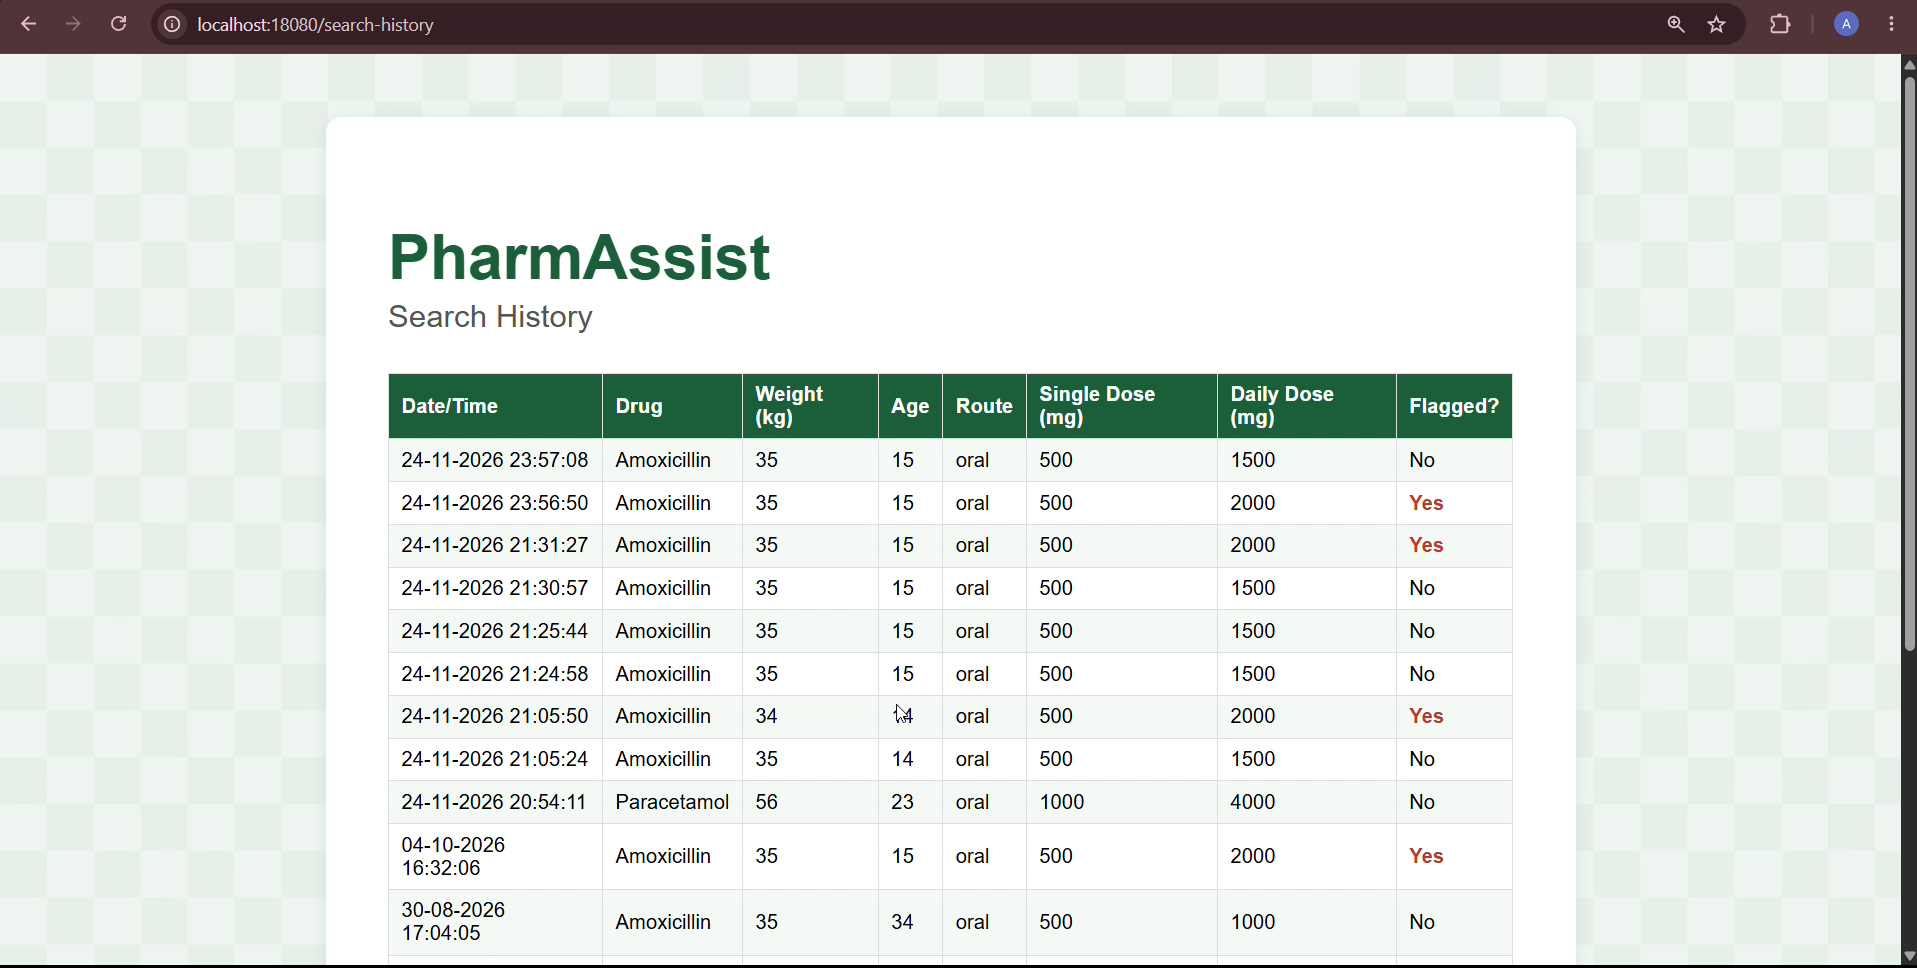 localhost:18080/search-history
A
PharmAssist
Search History
Date/Time Drug Weight (kg) Age Route Single Dose (mg) Daily Dose (mg) Flagged?
24-11-2026 23:57:08 Amoxicillin 35 15 oral 500 1500 No
24-11-2026 23:56:50 Amoxicillin 35 15 oral 500 2000 Yes
24-11-2026 21:31:27 Amoxicillin 35 15 oral 500 2000 Yes
24-11-2026 21:30:57 Amoxicillin 35 15 oral 500 1500 No
24-11-2026 21:25:44 Amoxicillin 35 15 oral 500 1500 No
24-11-2026 21:24:58 Amoxicillin 35 15 oral 500 1500 No
24-11-2026 21:05:50 Amoxicillin 34 oral 500 2000 Yes
24-11-2026 21:05:24 Amoxicillin 35 14 oral 500 1500 No
24-11-2026 20:54:11 Paracetamol 56 23 oral 1000 4000 No
04-10-2026 16:32:06 Amoxicillin 35 15 oral 500 2000 Yes
30-08-2026 17:04:05 Amoxicillin 35 34 oral 500 1000 No